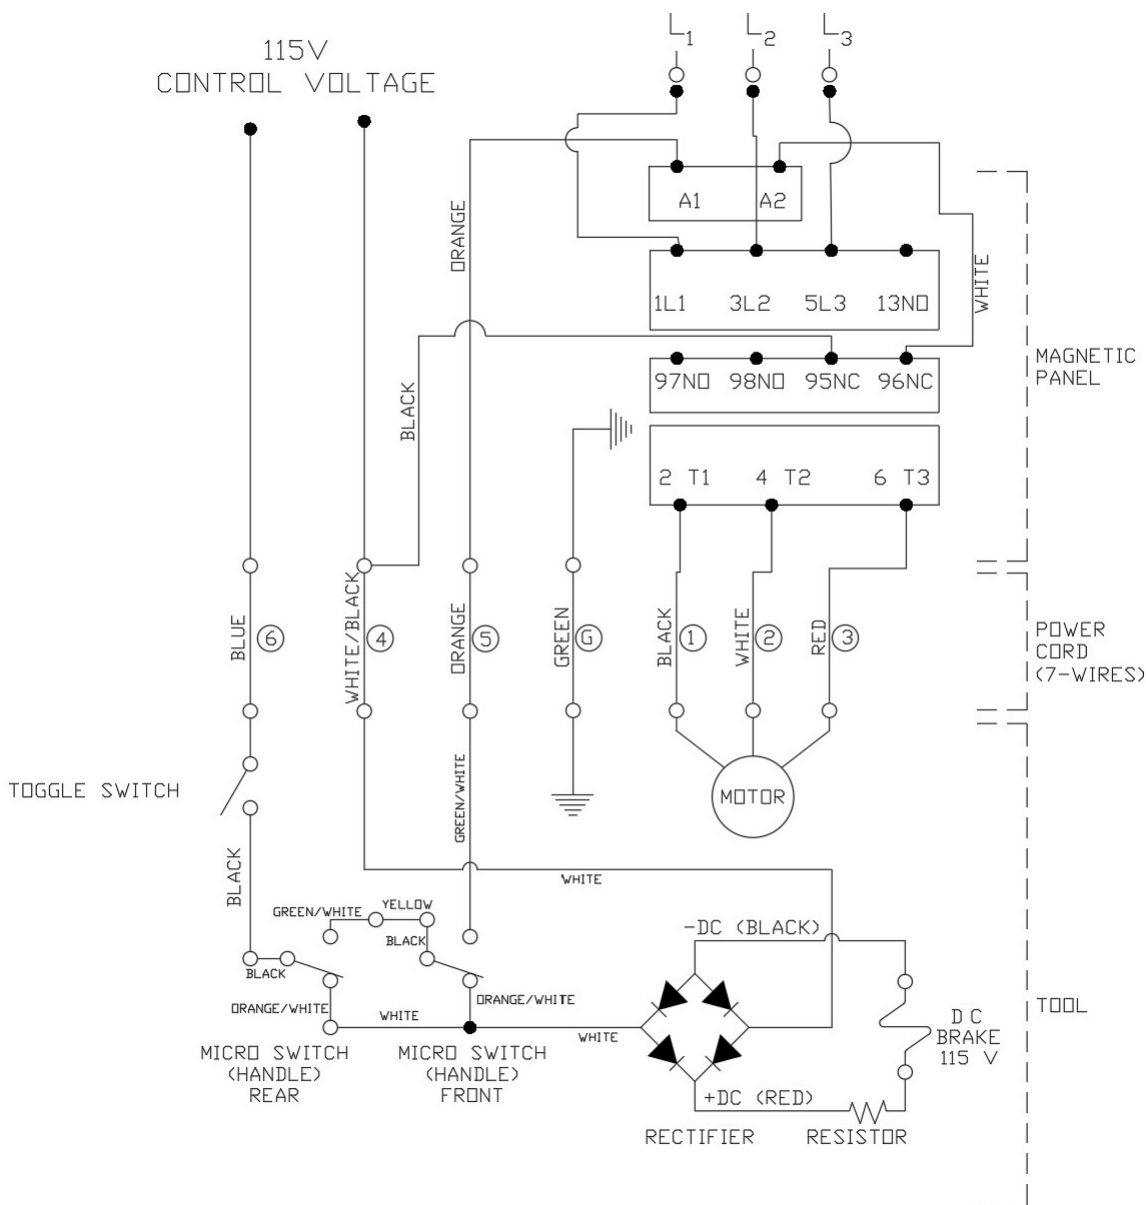 L1
L2
L3
115V
CONTROL VOLTAGE
A1
A2
ORANGE
WHITE
1L1
3L2
5L3
13NO
MAGNETIC
PANEL
97NO
98NO
95NC
96NC
BLACK
2 T1
4 T2
6 T3
BLUE
6
WHITE/BLACK
4
ORANGE
5
GREEN
G
BLACK
1
WHITE
2
RED
3
POWER
CORD
(7-WIRES)
TOGGLE SWITCH
GREEN/WHITE
MOTOR
BLACK
WHITE
GREEN/WHITE
YELLOW
BLACK
-DC (BLACK)
BLACK
ORANGE/WHITE
ORANGE/WHITE
WHITE
WHITE
TOOL
DC
BRAKE
115 V
MICRO SWITCH
(HANDLE)
REAR
MICRO SWITCH
(HANDLE)
FRONT
+DC (RED)
RECTIFIER
RESISTOR